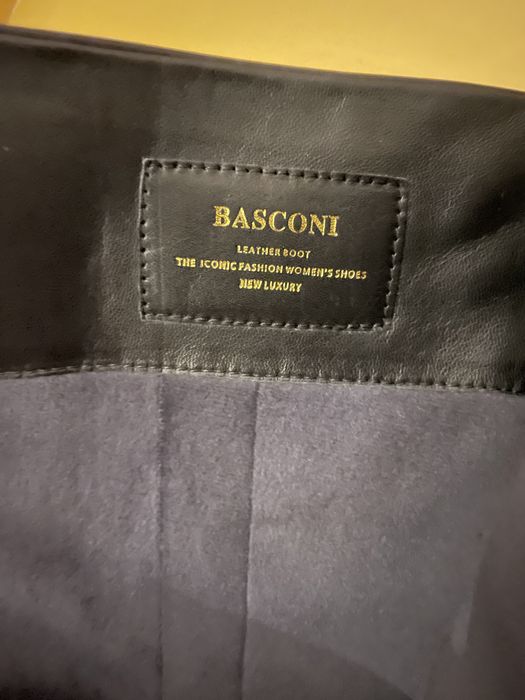 BASCONI
LEATHER BOOT
THE ICONIC FASHION WOMEN'S SHOES
NEW LUXURY